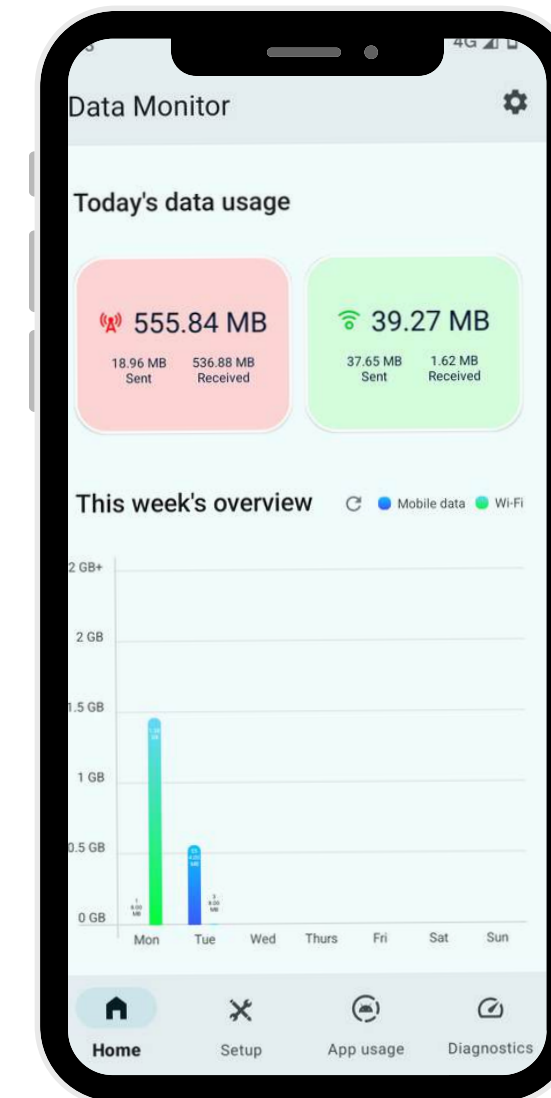 4G
Data Monitor
Today's data usage
555.84 MB
18.96 MB
Sent
536.88 MB
Received
39.27 MB
37.65 MB
Sent
1.62 MB
Received
This week's overview
Mobile data
Wi-Fi
2 GB+
2 GB
1.5 GB
1 GB
0.5 GB
0 GB
Mon Tue Wed Thurs Fri Sat Sun
Home Setup App usage Diagnostics